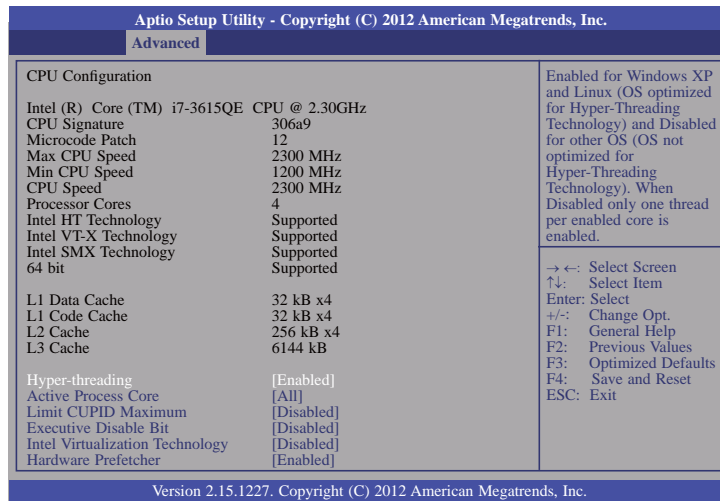 Aptio Setup Utility - Copyright (C) 2012 American Megatrends, Inc.
Advanced
CPU Configuration
Intel (R) Core (TM) i7-3615QE CPU @ 2.30GHz
CPU Signature 306a9
Microcode Patch 12
Max CPU Speed 2300 MHz
Min CPU Speed 1200 MHz
CPU Speed 2300 MHz
Processor Cores 4
Intel HT Technology Supported
Intel VT-X Technology Supported
Intel SMX Technology Supported
64 bit Supported
L1 Data Cache 32 kB x4
L1 Code Cache 32 kB x4
L2 Cache 256 kB x4
L3 Cache 6144 kB
Hyper-threading [Enabled]
Active Process Core [All]
Limit CUPID Maximum [Disabled]
Executive Disable Bit [Disabled]
Intel Virtualization Technology [Disabled]
Hardware Prefetcher [Enabled]
Enabled for Windows XP
and Linux (OS optimized
for Hyper-Threading
Technology) and Disabled
for other OS (OS not
optimized for
Hyper-Threading
Technology). When
Disabled only one thread
per enabled core is
enabled.
→←: Select Screen
↑↓: Select Item
Enter: Select
+/-: Change Opt.
F1: General Help
F2: Previous Values
F3: Optimized Defaults
F4: Save and Reset
ESC: Exit
Version 2.15.1227. Copyright (C) 2012 American Megatrends, Inc.